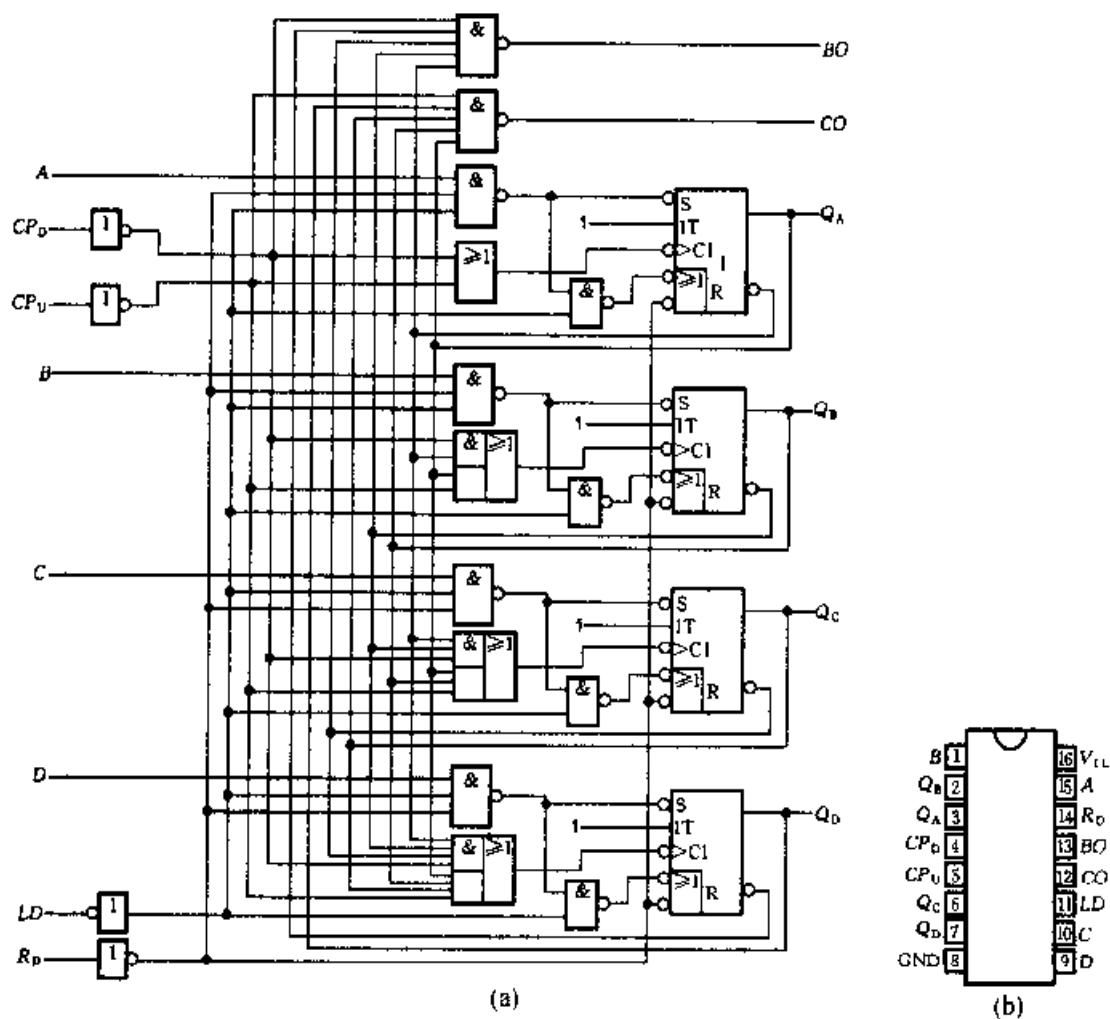 &
BO
&
CO
A
&
S
1
1T
Q_A
CP_D
1
≥1
C1
1
CP_U
1
&
≥1
R
B
&
S
1
1T
Q_B
&
≥1
C1
&
≥1
R
C
&
S
1
1T
Q_C
&
≥1
C1
&
≥1
R
D
&
S
1
1T
Q_D
&
≥1
C1
&
≥1
R
LD
1
R_D
1
(a)
B 1 16
Q_B 2 15 A
Q_A 3 14 R_D
CP_D 4 13 BO
CP_U 5 12 CO
Q_C 6 11 LD
Q_D 7 10 C
GND 8 9 D
(b)